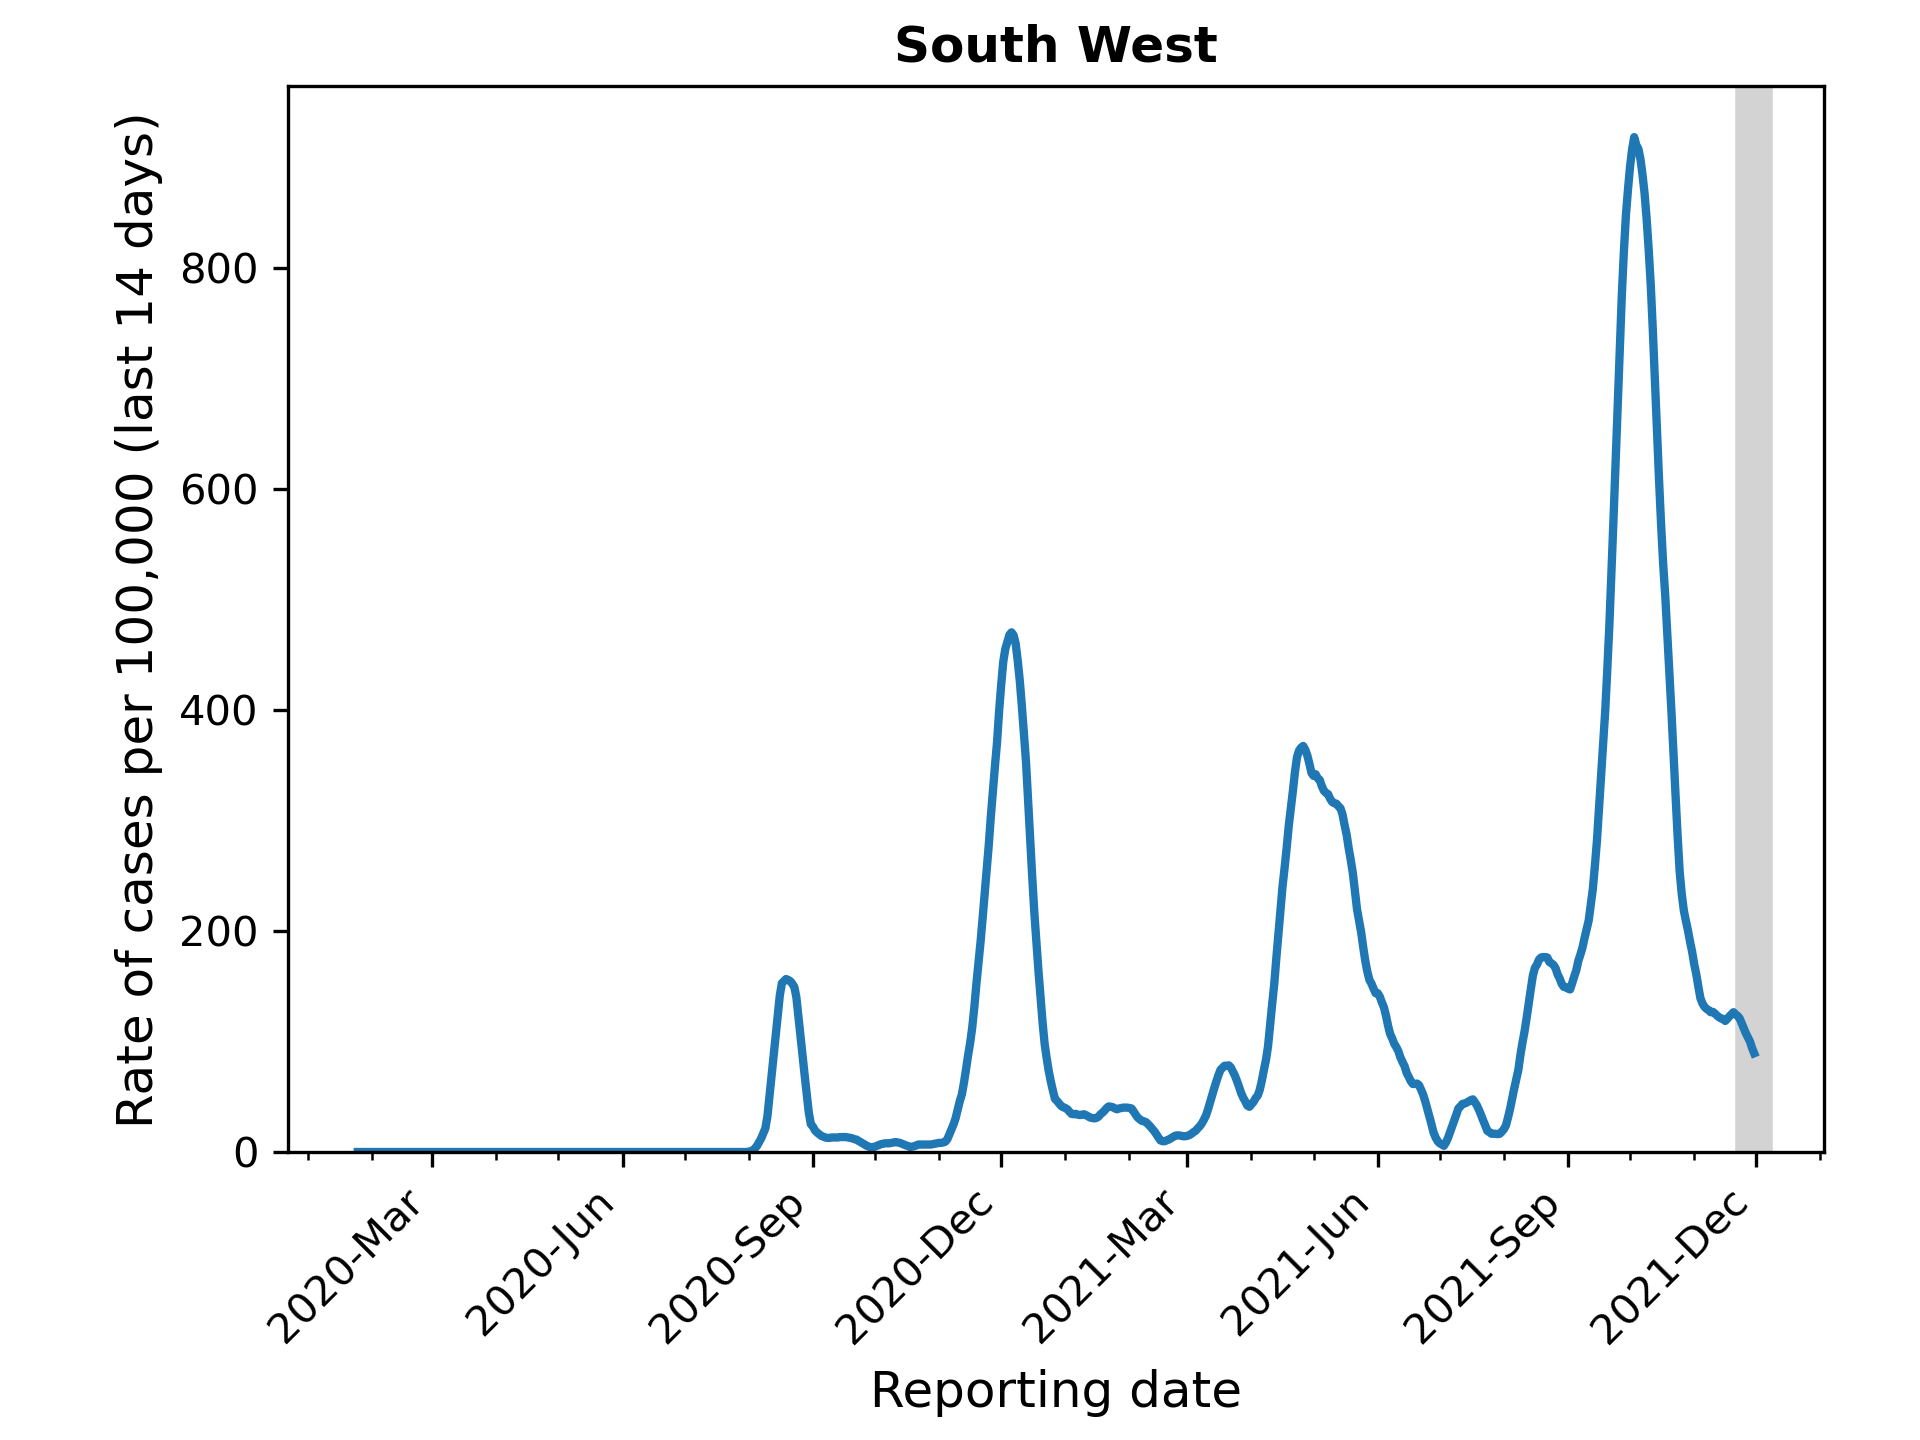 South West
Rate of cases per 100,000 (last 14 days)
800
600
400
200
0
2020-Mar
2020-Jun
2020-Sep
2020-Dec
2021-Mar
2021-Jun
2021-Sep
2021-Dec
Reporting date